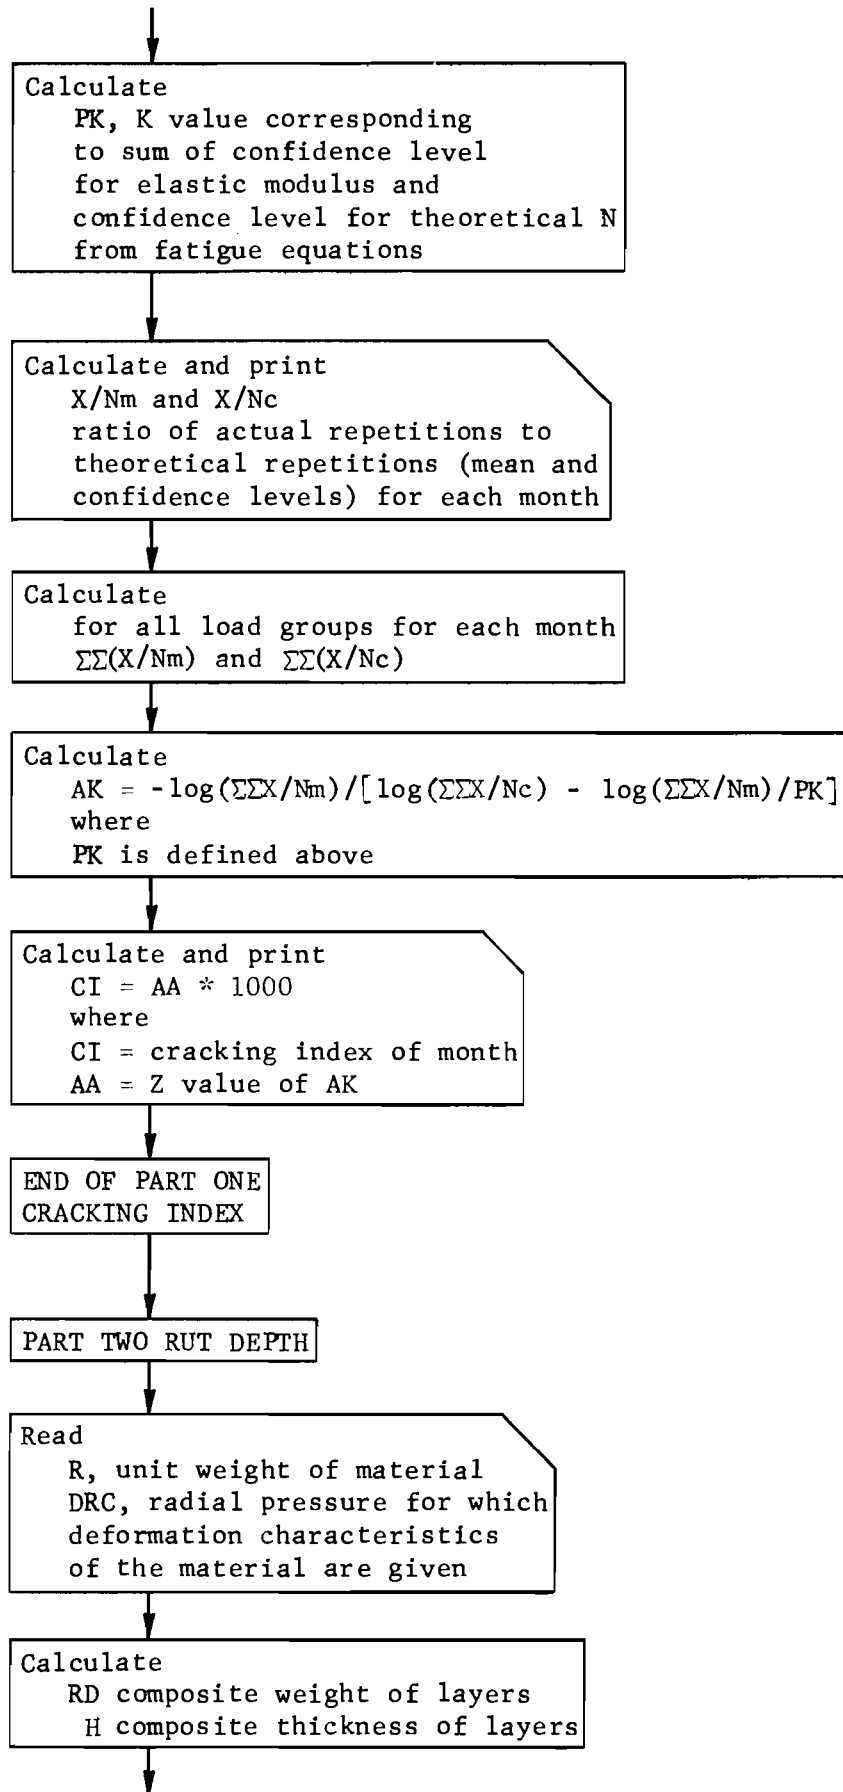 Calculate
PK, K value corresponding
to sum of confidence level
for elastic modulus and
confidence level for theoretical N
from fatigue equations
Calculate and print
X/Nm and X/Nc
ratio of actual repetitions to
theoretical repetitions (mean and
confidence levels) for each month
Calculate
for all load groups for each month
ΣΣ(X/Nm) and ΣΣ(X/Nc)
Calculate
AK = -log(ΣΣX/Nm)/[log(ΣΣX/Nc) - log(ΣΣX/Nm)/PK]
where
PK is defined above
Calculate and print
CI = AA * 1000
where
CI = cracking index of month
AA = Z value of AK
END OF PART ONE
CRACKING INDEX
PART TWO RUT DEPTH
Read
R, unit weight of material
DRC, radial pressure for which
deformation characteristics
of the material are given
Calculate
RD composite weight of layers
H composite thickness of layers